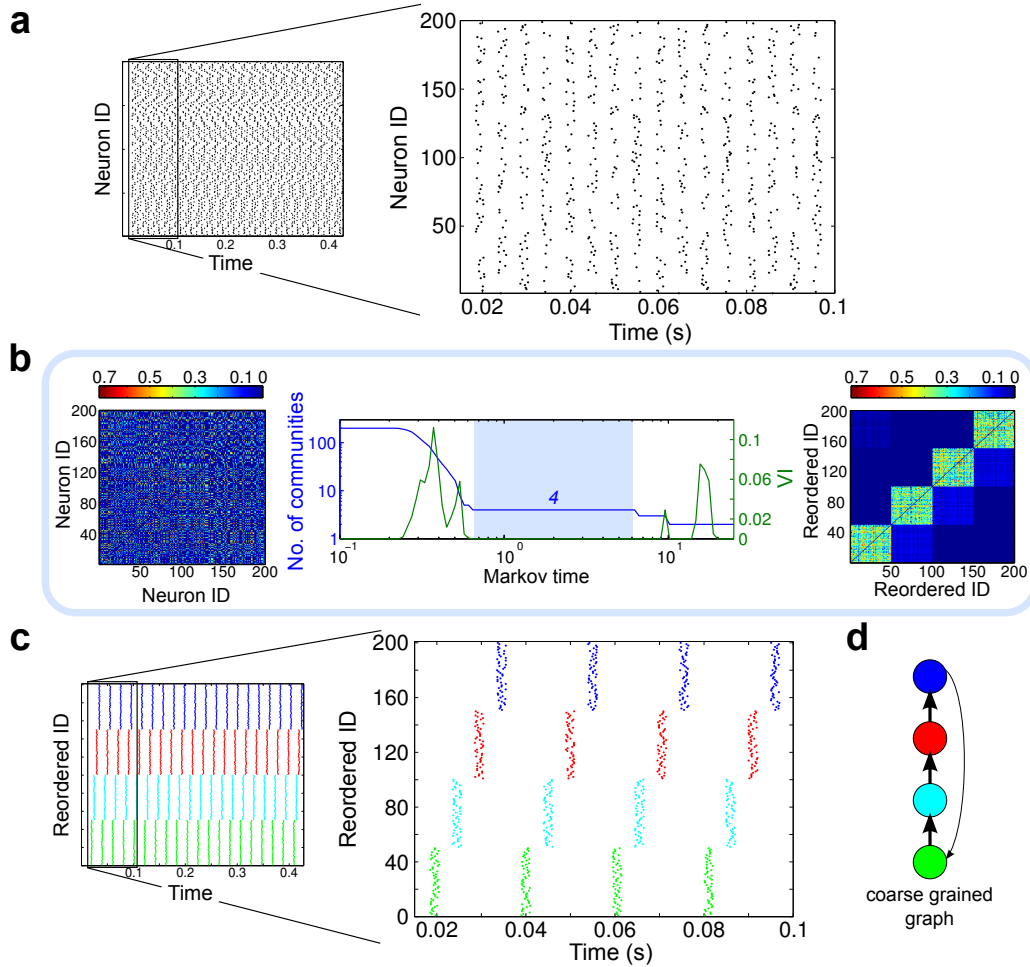 a
Neuron ID
0.1 0.2 0.3 0.4
Time
Neuron ID
200
150
100
50
0.02 0.04 0.06 0.08 0.1
Time (s)
b
0.7 0.5 0.3 0.1 0
Neuron ID
200
160
120
80
40
50 100 150 200
Neuron ID
No. of communities
100
10
1
4
10⁻¹ 10⁰ 10¹
Markov time
0.1
0.06
0.02
0
VI
0.7 0.5 0.3 0.1 0
Reordered ID
200
160
120
80
40
50 100 150 200
Reordered ID
c
Reordered ID
0.1 0.2 0.3 0.4
Time
Reordered ID
200
160
120
80
40
0
0.02 0.04 0.06 0.08 0.1
Time (s)
d
coarse grained
graph